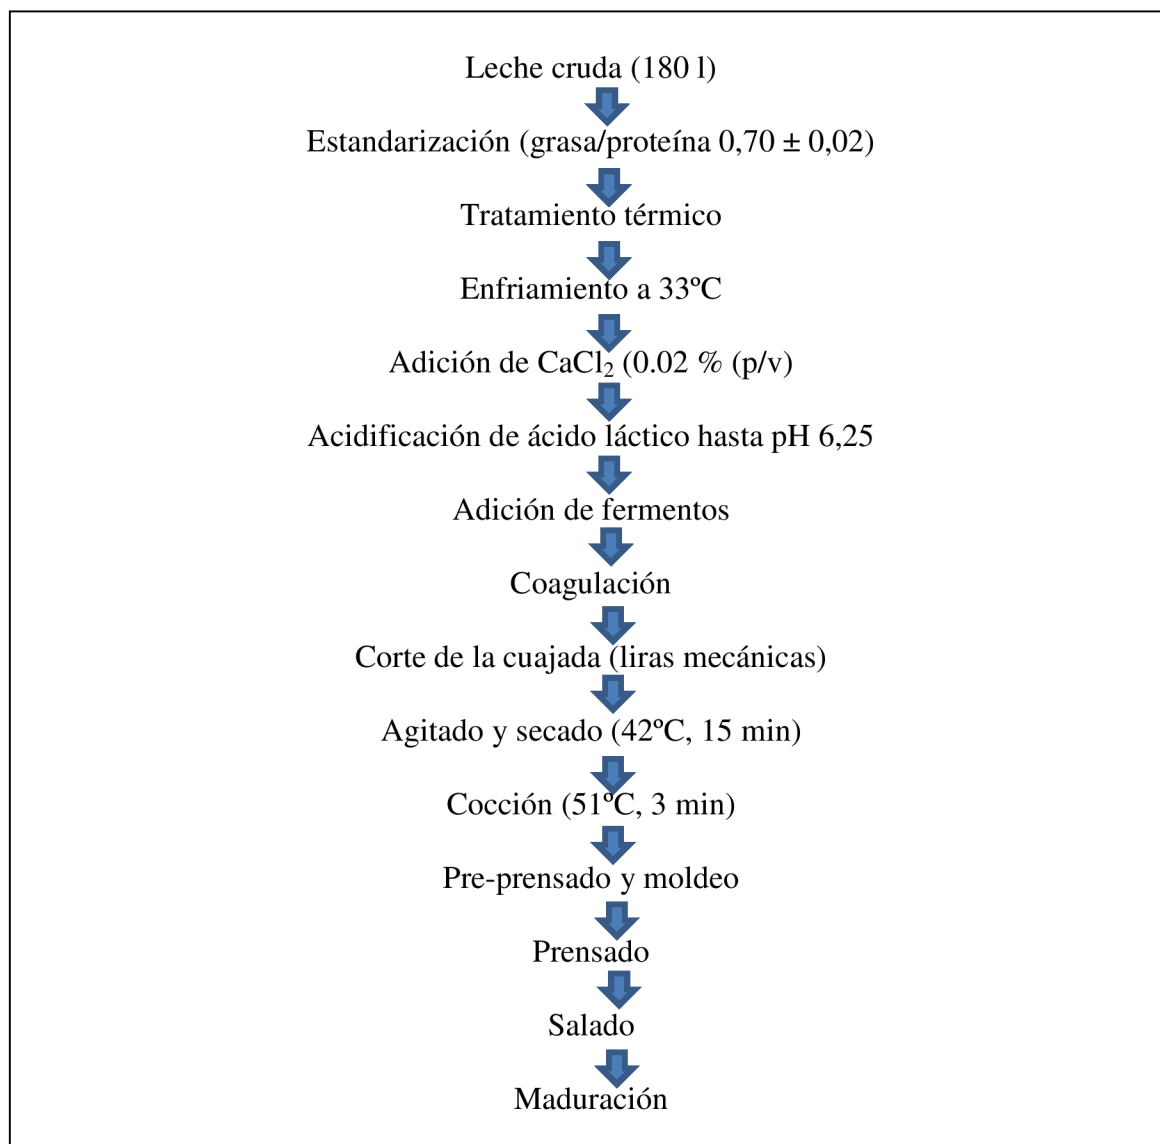 Leche cruda (180 l)
Estandarización (grasa/proteína 0,70 ± 0,02)
Tratamiento térmico
Enfriamiento a 33ºC
Adición de CaCl₂ (0.02 % (p/v)
Acidificación de ácido láctico hasta pH 6,25
Adición de fermentos
Coagulación
Corte de la cuajada (liras mecánicas)
Agitado y secado (42ºC, 15 min)
Cocción (51ºC, 3 min)
Pre-prensado y moldeo
Prensado
Salado
Maduración